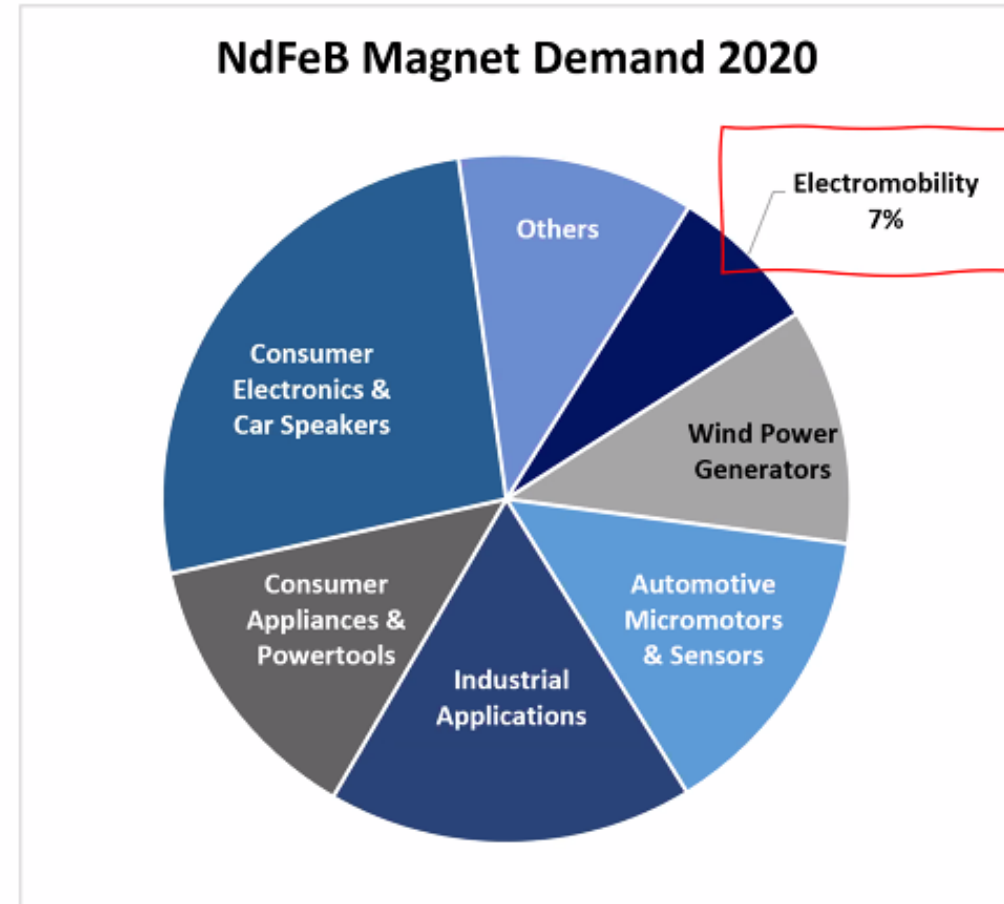 NdFeB Magnet Demand 2020
Electromobility
7%
Others
Consumer
Electronics &
Car Speakers
Wind Power
Generators
Automotive
Micromotors
& Sensors
Consumer
Appliances &
Powertools
Industrial
Applications